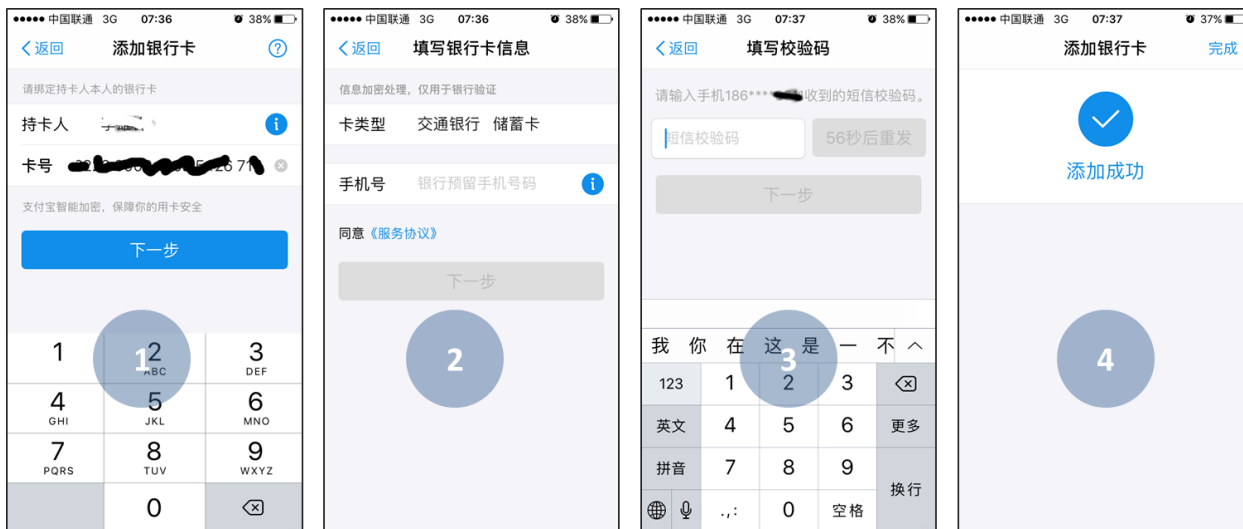 中国联通 3G 07:36 38%
返回 添加银行卡 ?
请绑定持卡人本人的银行卡
持卡人
卡号
支付宝智能加密，保障你的用卡安全
下一步
1
1 2 3
ABC DEF
4 5 6
GHI JKL MNO
7 8 9
PQRS TUV WXYZ
0
中国联通 3G 07:36 38%
返回 填写银行卡信息
信息加密处理，仅用于银行验证
卡类型 交通银行 储蓄卡
手机号 银行预留手机号码
同意《服务协议》
下一步
2
中国联通 3G 07:37 38%
返回 填写校验码
请输入手机186****1收到的短信校验码。
短信校验码 56秒后重发
下一步
我 你 在 这 是 一 不
3
123 1 2 3
英文 4 5 6 更多
拼音 7 8 9
换行
.,: 0 空格
中国联通 3G 07:37 37%
添加银行卡 完成
添加成功
4